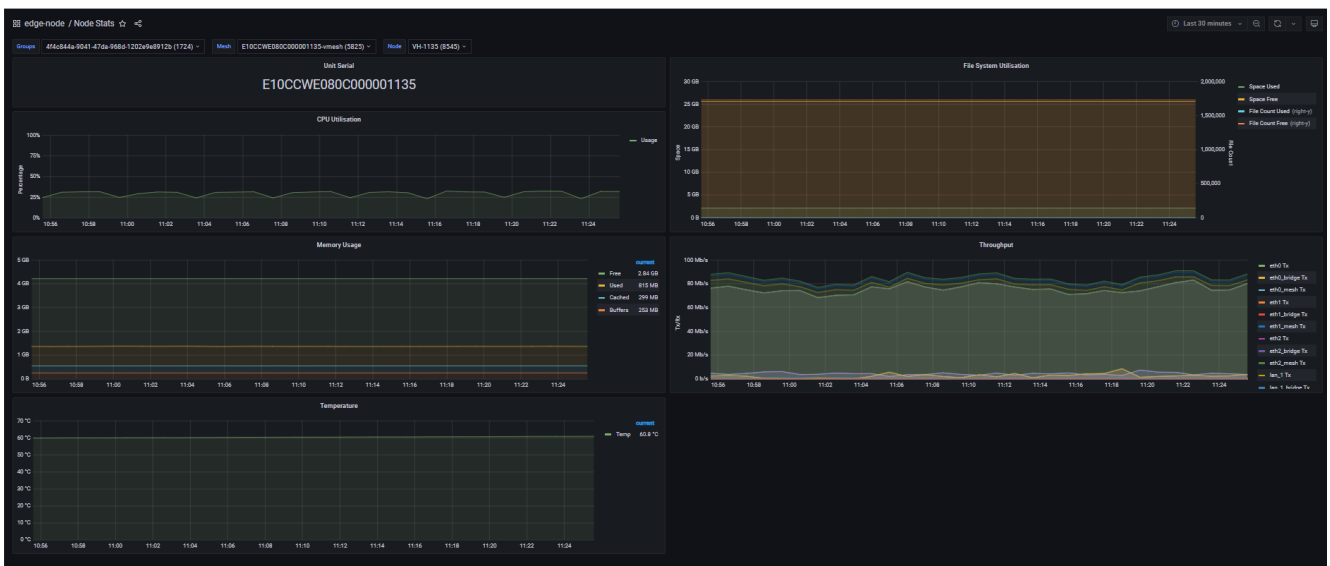 edge-node / Node Stats
Last 30 minutes
Groups 4f4c844a-9041-47da-968d-1202e9e8912b (1724) Mesh E10CCWE080C000001135-vmesh (5825) Node VH-1135 (8545)
Unit Serial
E10CCWE080C000001135
CPU Utilisation
100%
75%
50%
25%
0%
Percentage
10:56 10:58 11:00 11:02 11:04 11:06 11:08 11:10 11:12 11:14 11:16 11:18 11:20 11:22 11:24
Usage
File System Utilisation
30 GB
25 GB
20 GB
15 GB
10 GB
5 GB
0 B
Space
2,000,000
1,500,000
1,000,000
500,000
0
File Count
10:56 10:58 11:00 11:02 11:04 11:06 11:08 11:10 11:12 11:14 11:16 11:18 11:20 11:22 11:24
Space Used
Space Free
File Count Used (right-y)
File Count Free (right-y)
Memory Usage
5 GB
4 GB
3 GB
2 GB
1 GB
0 B
10:56 10:58 11:00 11:02 11:04 11:06 11:08 11:10 11:12 11:14 11:16 11:18 11:20 11:22 11:24
current
Free 2.84 GB
Used 815 MB
Cached 299 MB
Buffers 253 MB
Throughput
100 Mb/s
80 Mb/s
60 Mb/s
40 Mb/s
20 Mb/s
0 b/s
Tx/Rx
10:56 10:58 11:00 11:02 11:04 11:06 11:08 11:10 11:12 11:14 11:16 11:18 11:20 11:22 11:24
eth0 Tx
eth0_bridge Tx
eth0_mesh Tx
eth1 Tx
eth1_bridge Tx
eth1_mesh Tx
eth2 Tx
eth2_bridge Tx
eth2_mesh Tx
lan_1 Tx
lan_1_bridge Tx
Temperature
70 °C
60 °C
50 °C
40 °C
30 °C
20 °C
10 °C
0 °C
10:56 10:58 11:00 11:02 11:04 11:06 11:08 11:10 11:12 11:14 11:16 11:18 11:20 11:22 11:24
current
Temp 60.8 °C